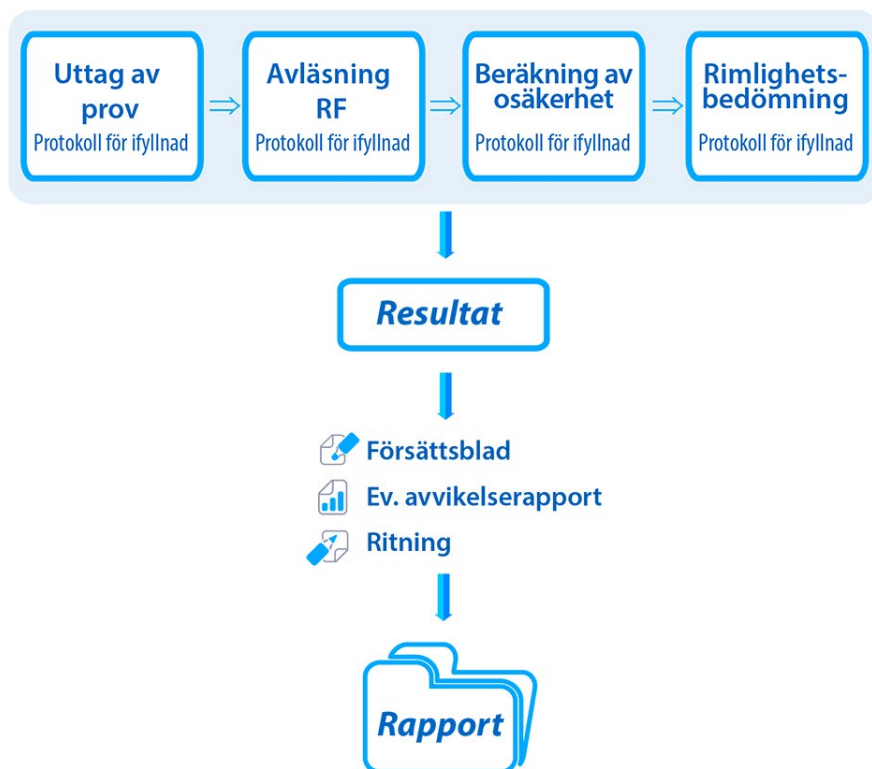 Uttag av
prov
Protokoll för ifyllnad
Avläsning
RF
Protokoll för ifyllnad
Beräkning av
osäkerhet
Protokoll för ifyllnad
Rimlighets-
bedömning
Protokoll för ifyllnad
Resultat
Försättsblad
Ev. avvikelserapport
Ritning
Rapport